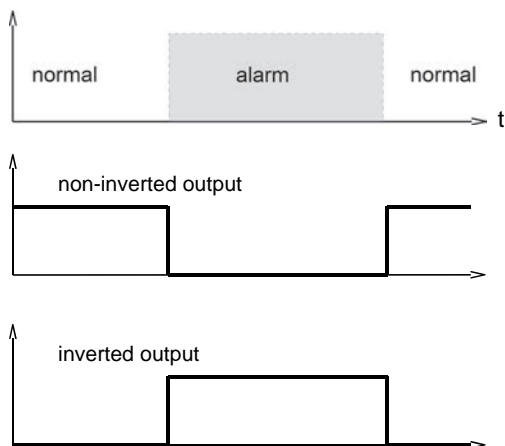 normal alarm normal
t
non-inverted output
inverted output